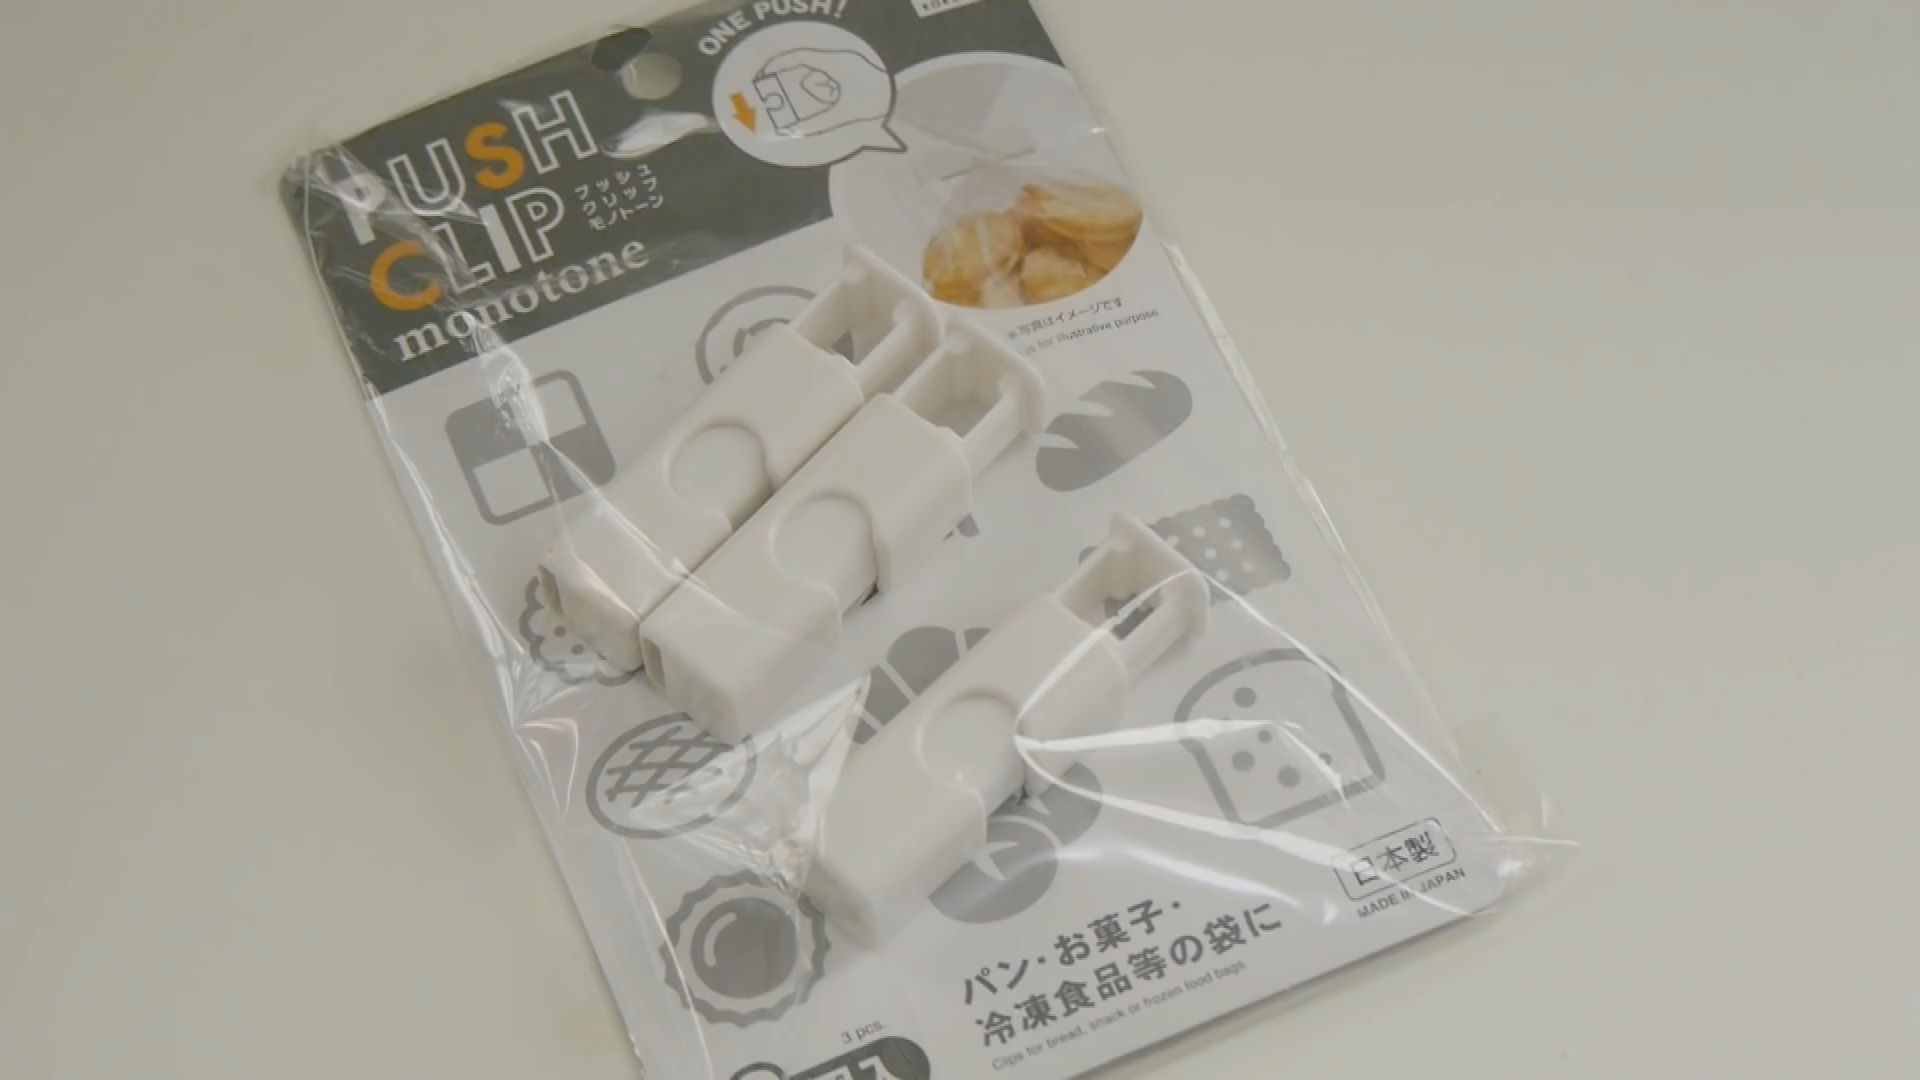 ONE PUSH!
PUSH
CLIP
プッシュ
クリップ
モノトーン
monotone
※写真はイメージです
is for illustrative purpose.
日本製
MADE IN JAPAN
パン・お菓子・
冷凍食品等の袋に
Clips for bread, snack or frozen food bags.
3 pcs.